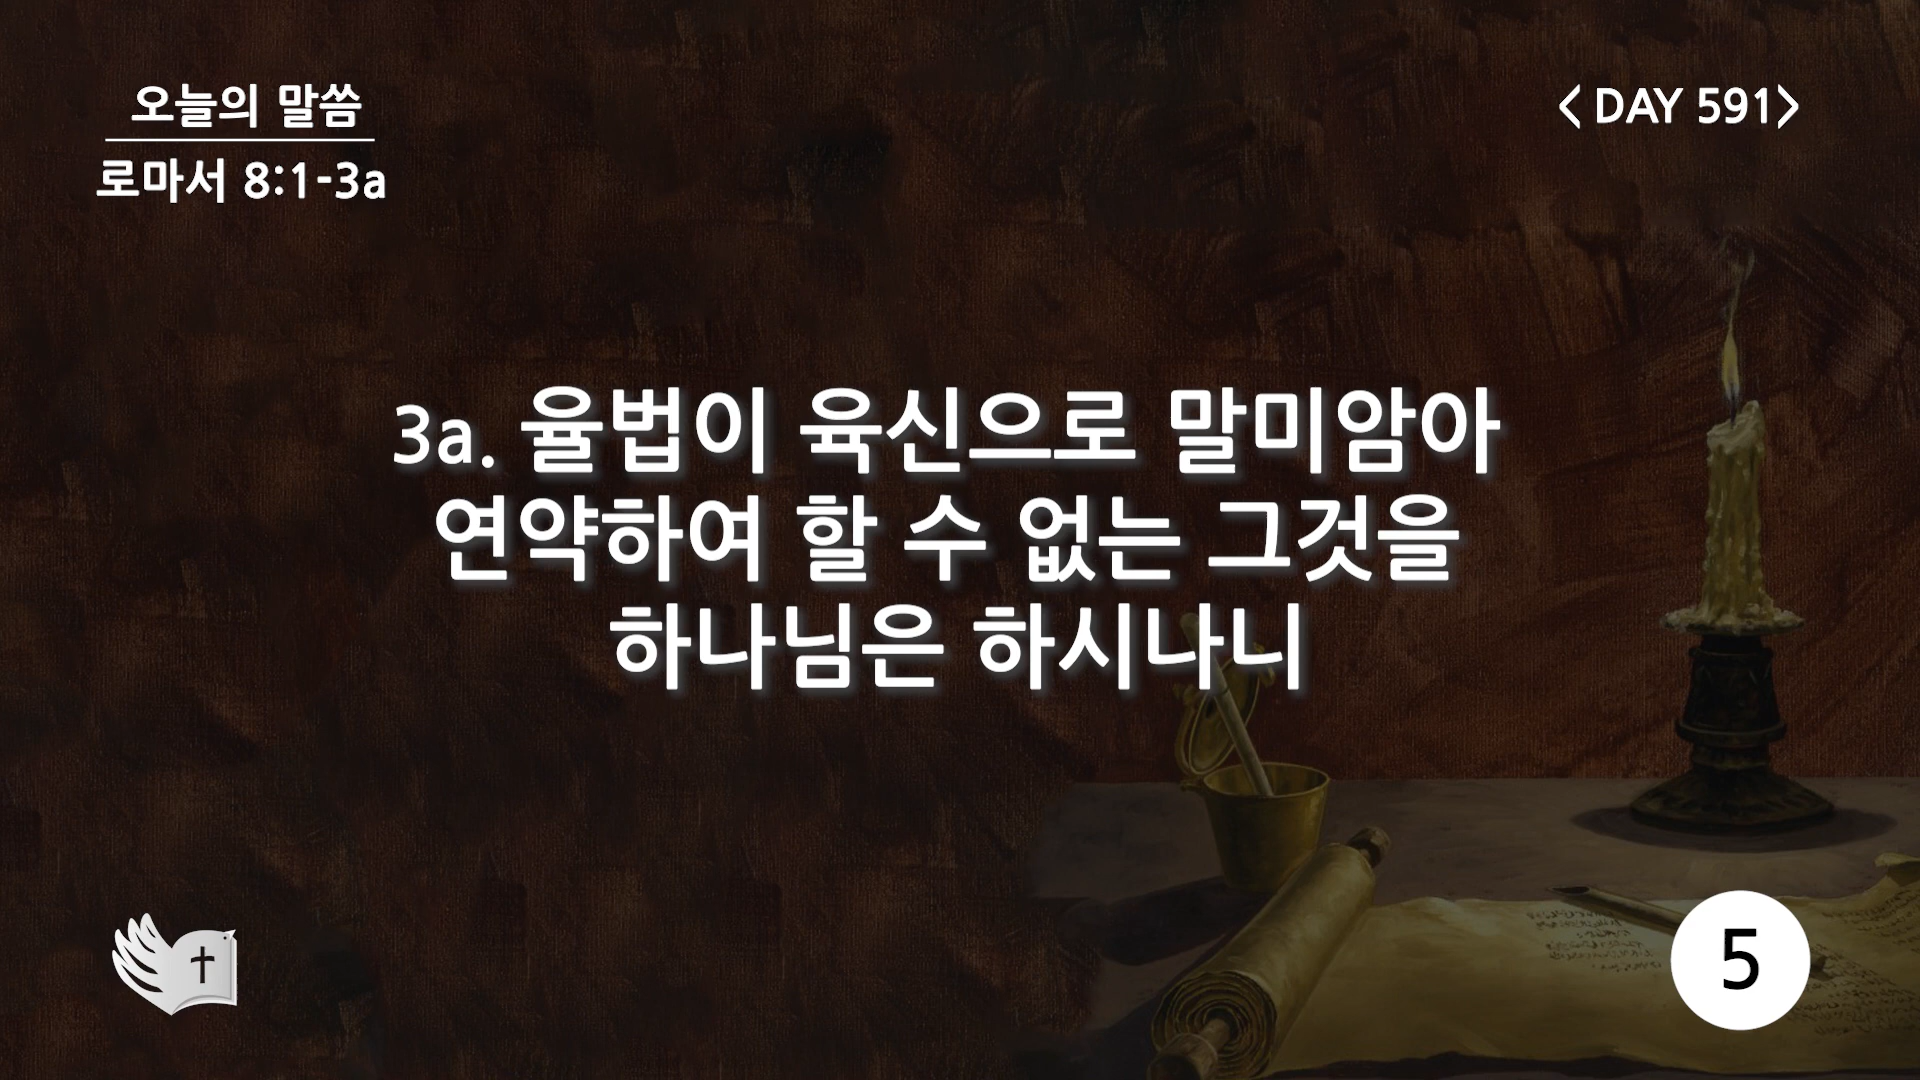 오늘의 말씀
로마서 8:1-3a
< DAY 591>
3a. 율법이 육신으로 말미암아
연약하여 할 수 없는 그것을
하나님은 하시나니
5